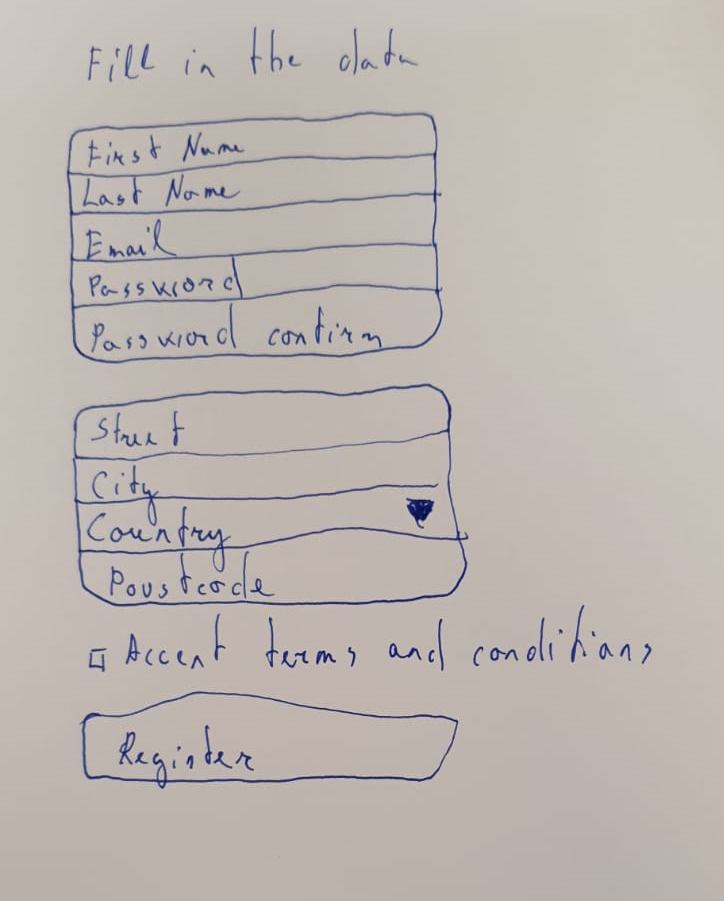 Fill in the data
First Name
Last Name
Email
Password
Password confirm
Street
City
Country
Poustcode
Accent terms and conditions
Register